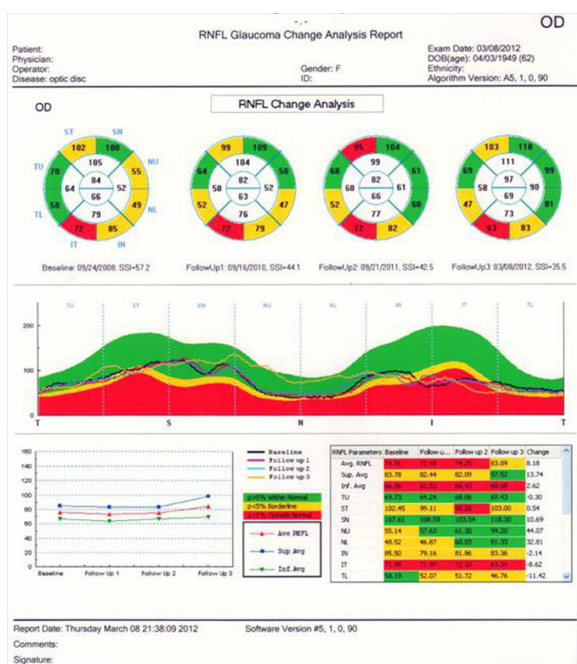 - . -
OD
RNFL Glaucoma Change Analysis Report
Patient:
Physician:
Operator:
Disease: optic disc
Gender: F
ID:
Exam Date: 03/08/2012
DOB(age): 04/03/1949 (62)
Ethnicity:
Algorithm Version: A5, 1, 0, 90
OD
RNFL Change Analysis
ST SN
102 108
TU 70 105 55 NU
84
64 52
66
TL 58 79 49 NL
72 85
IT IN
99 109
64 104 58
82
58 52
63
52 76 47
72 79
95 104
68 99 61
82
60 61
66
52 77 60
72 82
103 118
69 111 99
97
58 90
69
47 73 81
63 83
Baseline: 09/24/2008, SSI=57.2
FollowUp1: 09/16/2010, SSI=44.1
FollowUp2: 09/21/2011, SSI=42.5
FollowUp3: 03/08/2012, SSI=35.5
TU ST SN NU NL IN IT TL
200
100
0
T S N I T
160
140
120
100
80
60
40
20
0
Baseline Follow Up 1 Follow Up 2 Follow Up 3
Baseline
Follow up 1
Follow up 2
Follow up 3
p>5% Within Normal
p<5% Borderline
p<1% Outside Normal
Ave RNFL
Sup Avg
Inf. Avg
RNFL Parameters Baseline Follow u... Follow up 2 Follow up 3 Change
Avg. RNFL 74.91 72.48 74.25 83.09 8.18
Sup. Avg 83.78 82.44 82.09 97.52 13.74
Inf. Avg 66.06 62.53 66.42 68.68 2.62
TU 69.73 64.24 68.06 69.43 -0.30
ST 102.45 99.11 95.28 103.00 0.54
SN 107.61 108.59 103.54 118.30 10.69
NU 55.14 57.63 61.30 99.20 44.07
NL 48.52 46.87 60.03 81.33 32.81
IN 85.50 79.16 81.86 83.36 -2.14
IT 71.95 71.97 72.10 63.34 -8.62
TL 58.19 52.07 51.72 46.76 -11.42
Report Date: Thursday March 08 21:38:09 2012
Software Version #5, 1, 0, 90
Comments:
Signature: